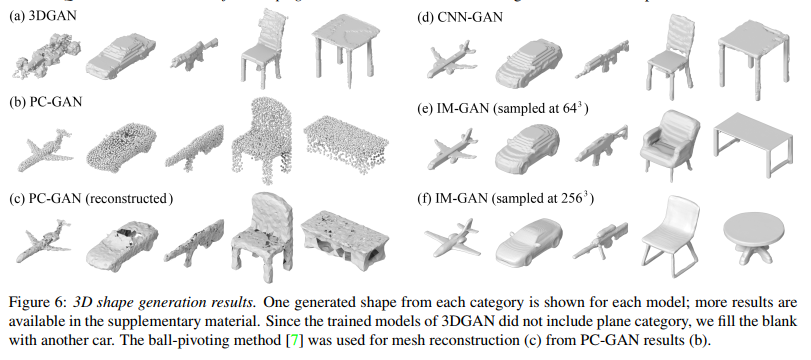 (a) 3DGAN
(d) CNN-GAN
(b) PC-GAN
(e) IM-GAN (sampled at 64³)
(c) PC-GAN (reconstructed)
(f) IM-GAN (sampled at 256³)
Figure 6: 3D shape generation results. One generated shape from each category is shown for each model; more results are
available in the supplementary material. Since the trained models of 3DGAN did not include plane category, we fill the blank
with another car. The ball-pivoting method [7] was used for mesh reconstruction (c) from PC-GAN results (b).